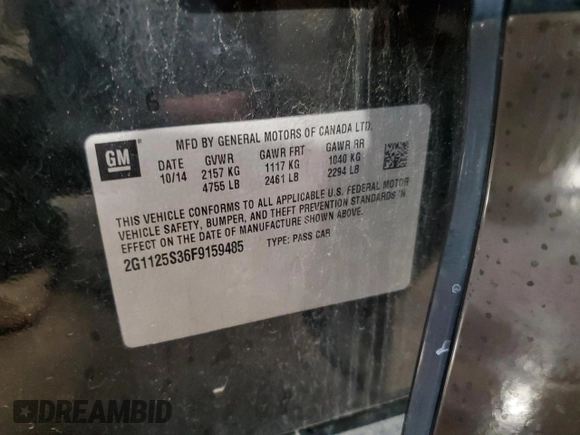 6
GM
MFD BY GENERAL MOTORS OF CANADA LTD.
DATE GVWR GAWR FRT GAWR RR
10/14 2157 KG 1117 KG 1040 KG
4755 LB 2461 LB 2294 LB
THIS VEHICLE CONFORMS TO ALL APPLICABLE U.S. FEDERAL MOTOR
VEHICLE SAFETY, BUMPER, AND THEFT PREVENTION STANDARDS IN
EFFECT ON THE DATE OF MANUFACTURE SHOWN ABOVE.
2G1125S36F9159485 TYPE: PASS CAR
DREAMBID